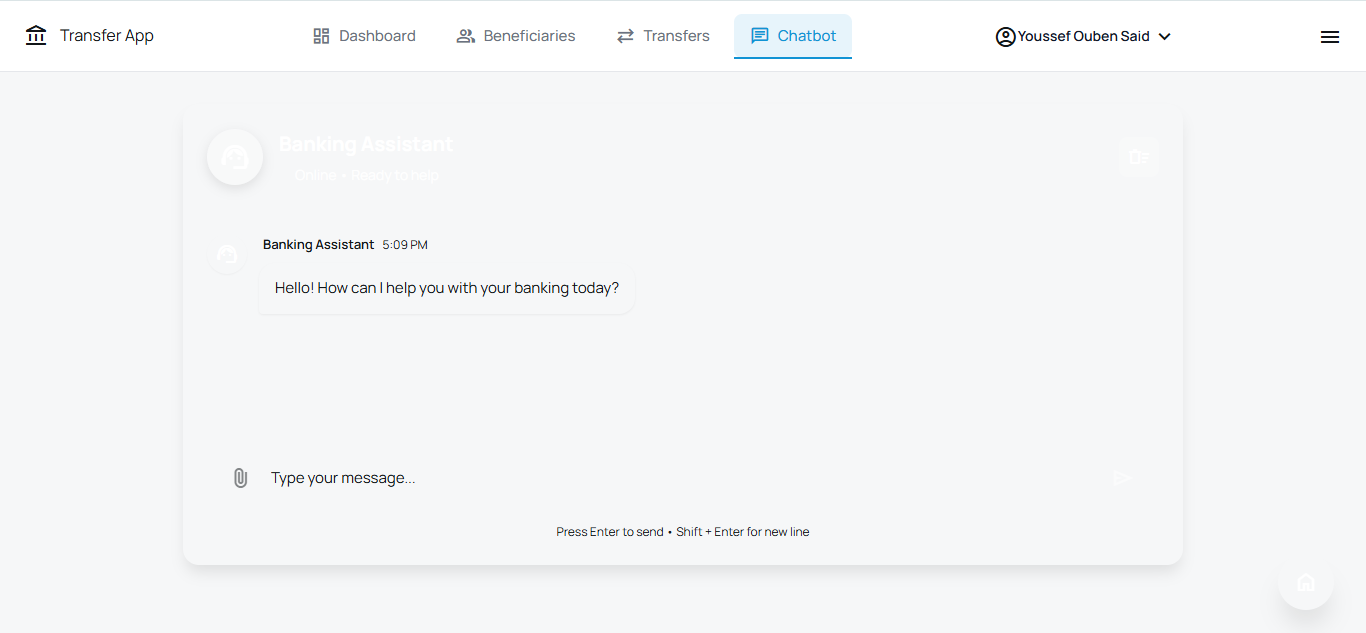 Transfer App
Dashboard
Beneficiaries
Transfers
Chatbot
Youssef Ouben Said
Banking Assistant
Online • Ready to help
Banking Assistant 5:09 PM
Hello! How can I help you with your banking today?
Type your message...
Press Enter to send • Shift + Enter for new line